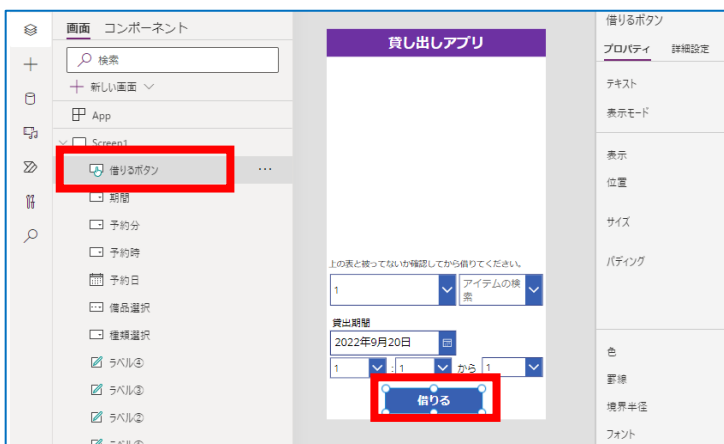 画面 コンポーネント
検索
新しい画面
App
Screen1
借りるボタン
期間
予約分
予約時
予約日
備品選択
種類選択
ラベル④
ラベル③
ラベル②
貸し出しアプリ
上の表と被ってないか確認してから借りてください。
1 アイテムの検索
貸出期間
2022年9月20日
1 : 1 から 1
借りる
借りるボタン
プロパティ 詳細設定
テキスト
表示モード
表示
位置
サイズ
パディング
色
罫線
境界半径
フォント